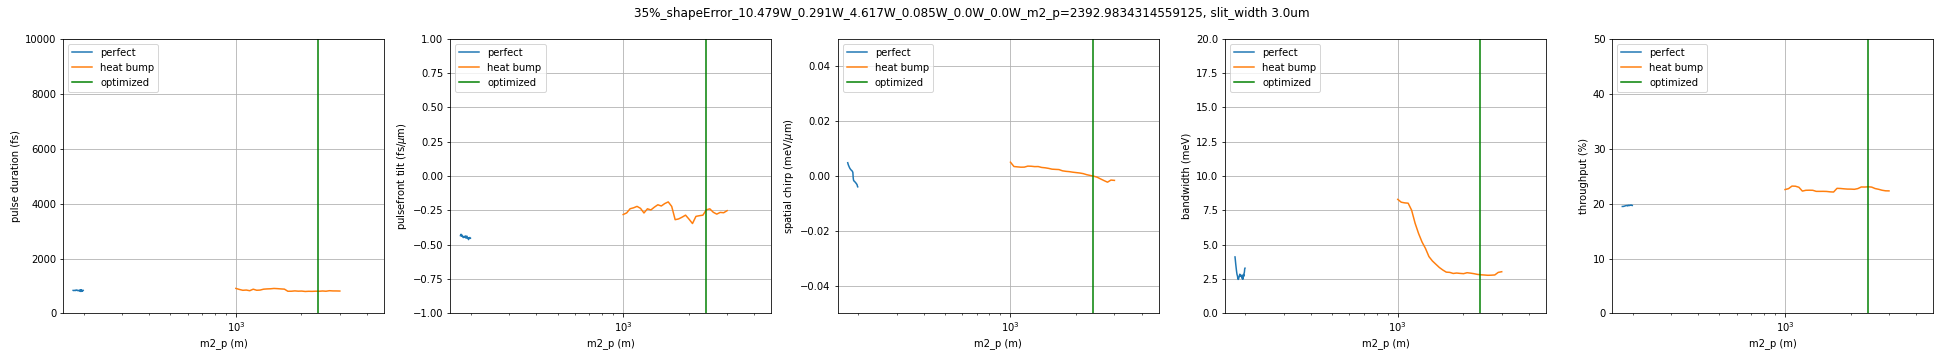 35%_shapeError_10.479W_0.291W_4.617W_0.085W_0.0W_0.0W_m2_p=2392.9834314559125, slit_width 3.0um
pulse duration (fs)
10000
8000
6000
4000
2000
0
perfect
heat bump
optimized
10³
m2_p (m)
pulsefront tilt (fs/μm)
1.00
0.75
0.50
0.25
0.00
−0.25
−0.50
−0.75
−1.00
perfect
heat bump
optimized
10³
m2_p (m)
spatial chirp (meV/μm)
0.04
0.02
0.00
−0.02
−0.04
perfect
heat bump
optimized
10³
m2_p (m)
bandwidth (meV)
20.0
17.5
15.0
12.5
10.0
7.5
5.0
2.5
0.0
perfect
heat bump
optimized
10³
m2_p (m)
throughput (%)
50
40
30
20
10
0
perfect
heat bump
optimized
10³
m2_p (m)